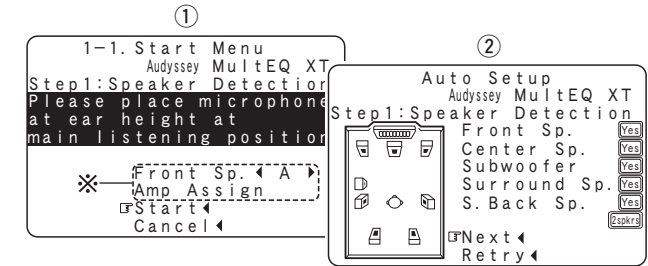 ①
1-1. Start Menu
Audyssey MultEQ XT
Step1:Speaker Detection
Please place microphone
at ear height at
main listening position
※
Front Sp. ◀ A ▶
Amp Assign
☞Start◀
Cancel◀
②
Auto Setup
Audyssey MultEQ XT
Step1:Speaker Detection
Front Sp. Yes
Center Sp. Yes
Subwoofer Yes
Surround Sp. Yes
S.Back Sp. Yes
2spkrs
☞Next◀
Retry◀